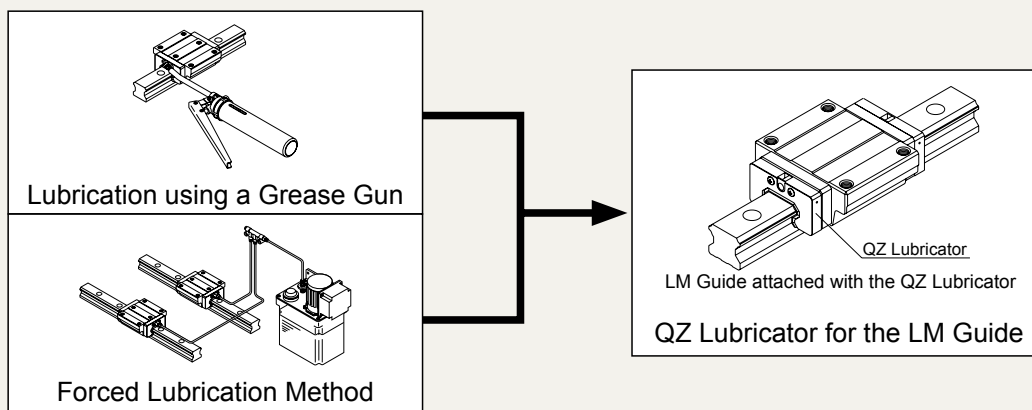 Lubrication using a Grease Gun
Forced Lubrication Method
QZ Lubricator
LM Guide attached with the QZ Lubricator
QZ Lubricator for the LM Guide